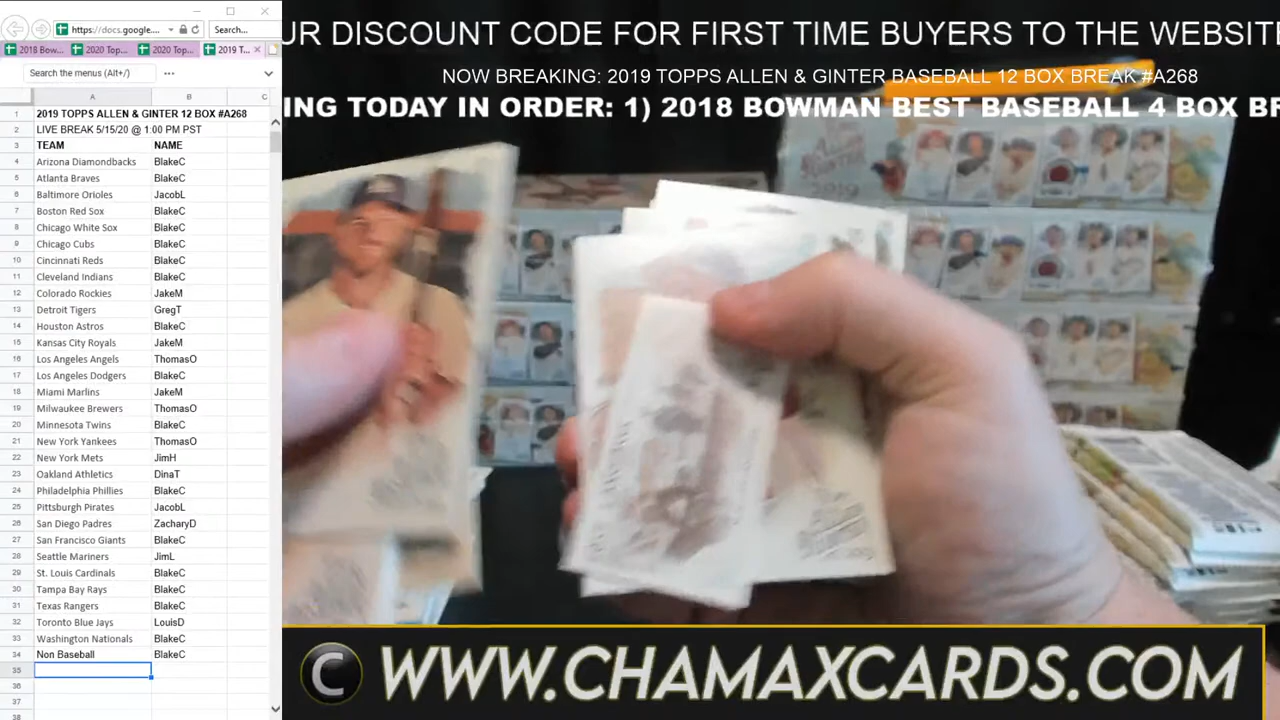 https://docs.google....
Search...
2018 Bow...
2020 Top...
2020 Top...
2019 T...
Search the menus (Alt+/)
A B C
1 2019 TOPPS ALLEN & GINTER 12 BOX #A268
2 LIVE BREAK 5/15/20 @ 1:00 PM PST
3 TEAM NAME
4 Arizona Diamondbacks BlakeC
5 Atlanta Braves BlakeC
6 Baltimore Orioles JacobL
7 Boston Red Sox BlakeC
8 Chicago White Sox BlakeC
9 Chicago Cubs BlakeC
10 Cincinnati Reds BlakeC
11 Cleveland Indians BlakeC
12 Colorado Rockies JakeM
13 Detroit Tigers GregT
14 Houston Astros BlakeC
15 Kansas City Royals JakeM
16 Los Angeles Angels ThomasO
17 Los Angeles Dodgers BlakeC
18 Miami Marlins JakeM
19 Milwaukee Brewers ThomasO
20 Minnesota Twins BlakeC
21 New York Yankees ThomasO
22 New York Mets JimH
23 Oakland Athletics DinaT
24 Philadelphia Phillies BlakeC
25 Pittsburgh Pirates JacobL
26 San Diego Padres ZacharyD
27 San Francisco Giants BlakeC
28 Seattle Mariners JimL
29 St. Louis Cardinals BlakeC
30 Tampa Bay Rays BlakeC
31 Texas Rangers BlakeC
32 Toronto Blue Jays LouisD
33 Washington Nationals BlakeC
34 Non Baseball BlakeC
35
36
37
38
UR DISCOUNT CODE FOR FIRST TIME BUYERS TO THE WEBSITE
NOW BREAKING: 2019 TOPPS ALLEN & GINTER BASEBALL 12 BOX BREAK #A268
ING TODAY IN ORDER: 1) 2018 BOWMAN BEST BASEBALL 4 BOX BR
2019
C WWW.CHAMAXCARDS.COM